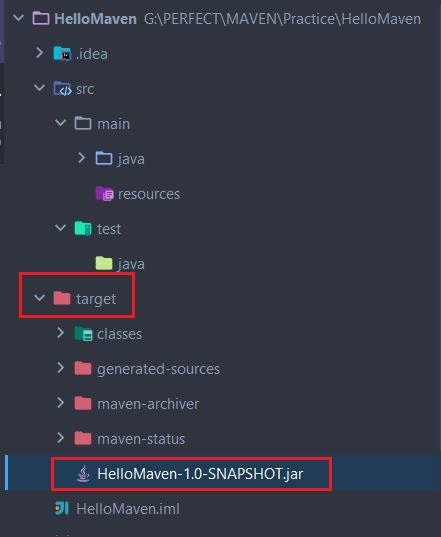 HelloMaven G:\PERFECT\MAVEN\Practice\HelloMaven
.idea
src
main
java
resources
test
java
target
classes
generated-sources
maven-archiver
maven-status
HelloMaven-1.0-SNAPSHOT.jar
HelloMaven.iml